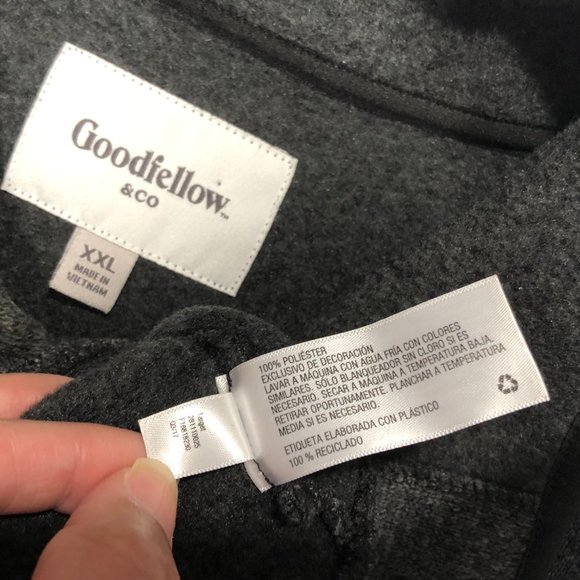 Goodfellow™
& CO
XXL
MADE IN
VIETNAM
100% POLIÉSTER
EXCLUSIVO DE DECORACIÓN
LAVAR A MÁQUINA CON AGUA FRÍA CON COLORES
SIMILARES. SÓLO BLANQUEADOR SIN CLORO SI ES
NECESARIO. SECAR A MÁQUINA A TEMPERATURA BAJA.
RETIRAR OPORTUNAMENTE. PLANCHAR A TEMPERATURA
MEDIA SI ES NECESARIO.
ETIQUETA ELABORADA CON PLÁSTICO
100% RECICLADO
Target